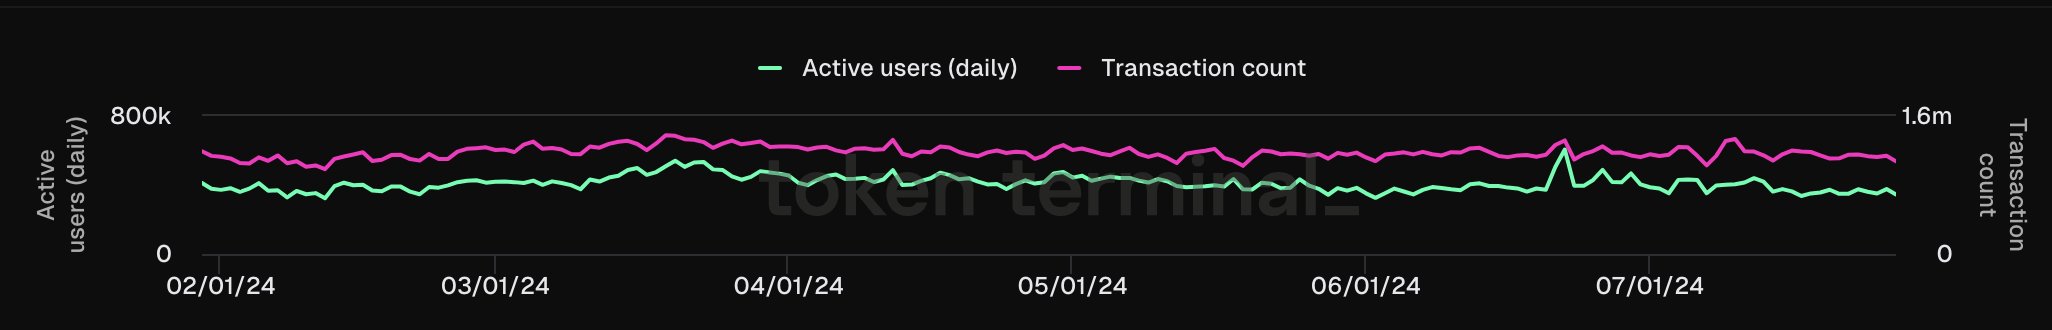 Active users (daily)
Transaction count
800k
1.6m
Active
users (daily)
Transaction
count
token terminal_
0
0
02/01/24
03/01/24
04/01/24
05/01/24
06/01/24
07/01/24